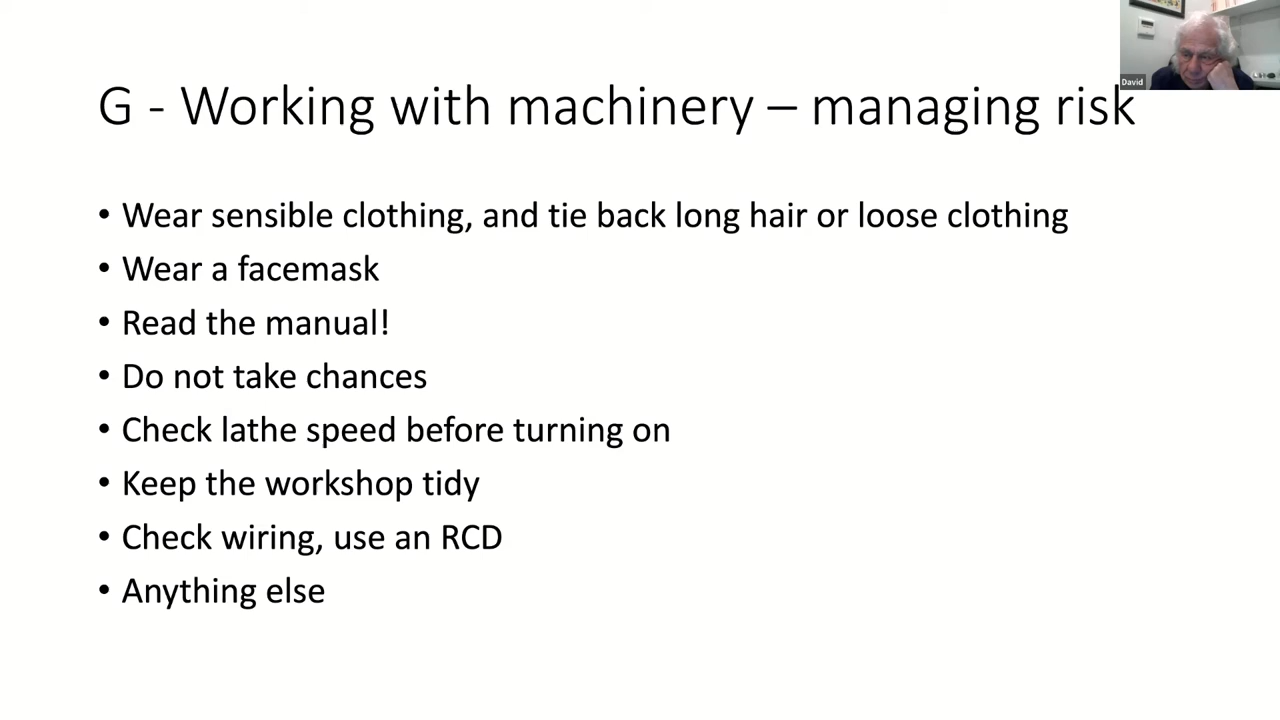 David
G - Working with machinery – managing risk
• Wear sensible clothing, and tie back long hair or loose clothing
• Wear a facemask
• Read the manual!
• Do not take chances
• Check lathe speed before turning on
• Keep the workshop tidy
• Check wiring, use an RCD
• Anything else